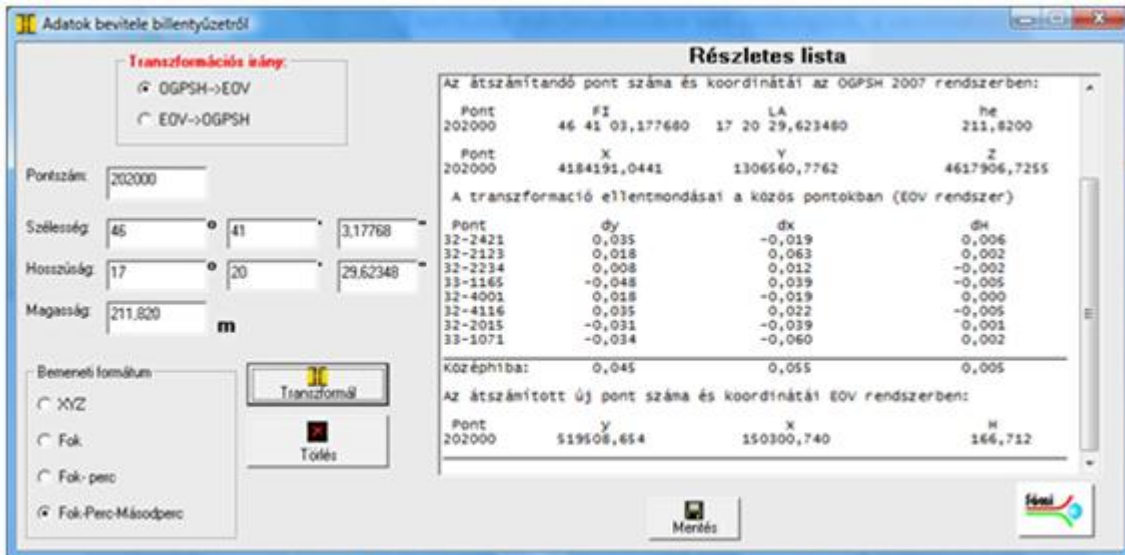 Adatok bevitele billentyűzetről
Transzformációs irány:
OGPSH->EOV
EOV->OGPSH
Pontszám: 202000
Szélesség: 46 ° 41 ' 3,17768 "
Hosszúság: 17 ° 20 ' 29,62348 "
Magasság: 211,820 m
Bemeneti formátum
XYZ
Fok
Fok- perc
Fok-Perc-Másodperc
Transzformál
Törlés
Részletes lista
Az átszámítandó pont száma és koordinátái az OGPSH 2007 rendszerben:
Pont FI LA he
202000 46 41 03,177680 17 20 29,623480 211,8200
Pont X Y Z
202000 4184191,0441 1306560,7762 4617906,7255
A transzformació ellentmondásai a közös pontokban (EOV rendszer)
Pont dy dx dH
32-2421 0,035 -0,019 0,006
32-2123 0,018 0,063 0,002
32-2234 0,008 0,012 -0,002
33-1165 -0,048 0,039 -0,005
32-4001 0,018 -0,019 0,000
32-4116 0,035 0,022 -0,005
32-2015 -0,031 -0,039 0,001
33-1071 -0,034 -0,060 0,002
Középhiba: 0,045 0,055 0,005
Az átszámított új pont száma és koordinátái EOV rendszerben:
Pont y x H
202000 519508,654 150300,740 166,712
Mentés